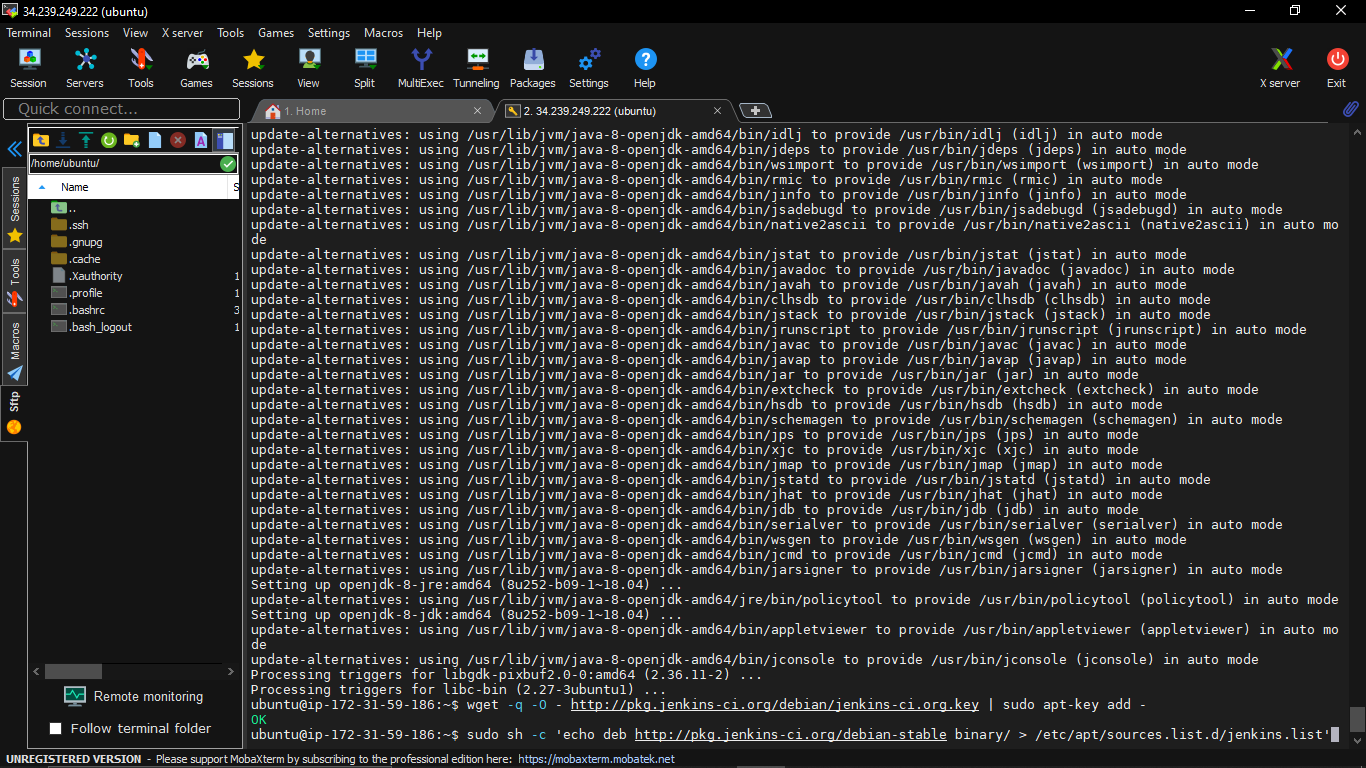 34.239.249.222 (ubuntu)
Terminal Sessions View X server Tools Games Settings Macros Help
Session Servers Tools Games Sessions View Split MultiExec Tunneling Packages Settings Help X server Exit
Quick connect...
1. Home
2. 34.239.249.222 (ubuntu)
/home/ubuntu/
Name S
..
.ssh
.gnupg
.cache
.Xauthority 1
.profile 1
.bashrc 3
.bash_logout 1
Sessions
Tools
Macros
Sftp
Remote monitoring
Follow terminal folder
update-alternatives: using /usr/lib/jvm/java-8-openjdk-amd64/bin/idlj to provide /usr/bin/idlj (idlj) in auto mode
update-alternatives: using /usr/lib/jvm/java-8-openjdk-amd64/bin/jdeps to provide /usr/bin/jdeps (jdeps) in auto mode
update-alternatives: using /usr/lib/jvm/java-8-openjdk-amd64/bin/wsimport to provide /usr/bin/wsimport (wsimport) in auto mode
update-alternatives: using /usr/lib/jvm/java-8-openjdk-amd64/bin/rmic to provide /usr/bin/rmic (rmic) in auto mode
update-alternatives: using /usr/lib/jvm/java-8-openjdk-amd64/bin/jinfo to provide /usr/bin/jinfo (jinfo) in auto mode
update-alternatives: using /usr/lib/jvm/java-8-openjdk-amd64/bin/jsadebugd to provide /usr/bin/jsadebugd (jsadebugd) in auto mode
update-alternatives: using /usr/lib/jvm/java-8-openjdk-amd64/bin/native2ascii to provide /usr/bin/native2ascii (native2ascii) in auto mo
de
update-alternatives: using /usr/lib/jvm/java-8-openjdk-amd64/bin/jstat to provide /usr/bin/jstat (jstat) in auto mode
update-alternatives: using /usr/lib/jvm/java-8-openjdk-amd64/bin/javadoc to provide /usr/bin/javadoc (javadoc) in auto mode
update-alternatives: using /usr/lib/jvm/java-8-openjdk-amd64/bin/javah to provide /usr/bin/javah (javah) in auto mode
update-alternatives: using /usr/lib/jvm/java-8-openjdk-amd64/bin/clhsdb to provide /usr/bin/clhsdb (clhsdb) in auto mode
update-alternatives: using /usr/lib/jvm/java-8-openjdk-amd64/bin/jstack to provide /usr/bin/jstack (jstack) in auto mode
update-alternatives: using /usr/lib/jvm/java-8-openjdk-amd64/bin/jrunscript to provide /usr/bin/jrunscript (jrunscript) in auto mode
update-alternatives: using /usr/lib/jvm/java-8-openjdk-amd64/bin/javac to provide /usr/bin/javac (javac) in auto mode
update-alternatives: using /usr/lib/jvm/java-8-openjdk-amd64/bin/javap to provide /usr/bin/javap (javap) in auto mode
update-alternatives: using /usr/lib/jvm/java-8-openjdk-amd64/bin/jar to provide /usr/bin/jar (jar) in auto mode
update-alternatives: using /usr/lib/jvm/java-8-openjdk-amd64/bin/extcheck to provide /usr/bin/extcheck (extcheck) in auto mode
update-alternatives: using /usr/lib/jvm/java-8-openjdk-amd64/bin/hsdb to provide /usr/bin/hsdb (hsdb) in auto mode
update-alternatives: using /usr/lib/jvm/java-8-openjdk-amd64/bin/schemagen to provide /usr/bin/schemagen (schemagen) in auto mode
update-alternatives: using /usr/lib/jvm/java-8-openjdk-amd64/bin/jps to provide /usr/bin/jps (jps) in auto mode
update-alternatives: using /usr/lib/jvm/java-8-openjdk-amd64/bin/xjc to provide /usr/bin/xjc (xjc) in auto mode
update-alternatives: using /usr/lib/jvm/java-8-openjdk-amd64/bin/jmap to provide /usr/bin/jmap (jmap) in auto mode
update-alternatives: using /usr/lib/jvm/java-8-openjdk-amd64/bin/jstatd to provide /usr/bin/jstatd (jstatd) in auto mode
update-alternatives: using /usr/lib/jvm/java-8-openjdk-amd64/bin/jhat to provide /usr/bin/jhat (jhat) in auto mode
update-alternatives: using /usr/lib/jvm/java-8-openjdk-amd64/bin/jdb to provide /usr/bin/jdb (jdb) in auto mode
update-alternatives: using /usr/lib/jvm/java-8-openjdk-amd64/bin/serialver to provide /usr/bin/serialver (serialver) in auto mode
update-alternatives: using /usr/lib/jvm/java-8-openjdk-amd64/bin/wsgen to provide /usr/bin/wsgen (wsgen) in auto mode
update-alternatives: using /usr/lib/jvm/java-8-openjdk-amd64/bin/jcmd to provide /usr/bin/jcmd (jcmd) in auto mode
update-alternatives: using /usr/lib/jvm/java-8-openjdk-amd64/bin/jarsigner to provide /usr/bin/jarsigner (jarsigner) in auto mode
Setting up openjdk-8-jre:amd64 (8u252-b09-1~18.04) ...
update-alternatives: using /usr/lib/jvm/java-8-openjdk-amd64/jre/bin/policytool to provide /usr/bin/policytool (policytool) in auto mode
Setting up openjdk-8-jdk:amd64 (8u252-b09-1~18.04) ...
update-alternatives: using /usr/lib/jvm/java-8-openjdk-amd64/bin/appletviewer to provide /usr/bin/appletviewer (appletviewer) in auto mo
de
update-alternatives: using /usr/lib/jvm/java-8-openjdk-amd64/bin/jconsole to provide /usr/bin/jconsole (jconsole) in auto mode
Processing triggers for libgdk-pixbuf2.0-0:amd64 (2.36.11-2) ...
Processing triggers for libc-bin (2.27-3ubuntu1) ...
ubuntu@ip-172-31-59-186:~$ wget -q -O - http://pkg.jenkins-ci.org/debian/jenkins-ci.org.key | sudo apt-key add -
OK
ubuntu@ip-172-31-59-186:~$ sudo sh -c 'echo deb http://pkg.jenkins-ci.org/debian-stable binary/ > /etc/apt/sources.list.d/jenkins.list'
UNREGISTERED VERSION - Please support MobaXterm by subscribing to the professional edition here: https://mobaxterm.mobatek.net